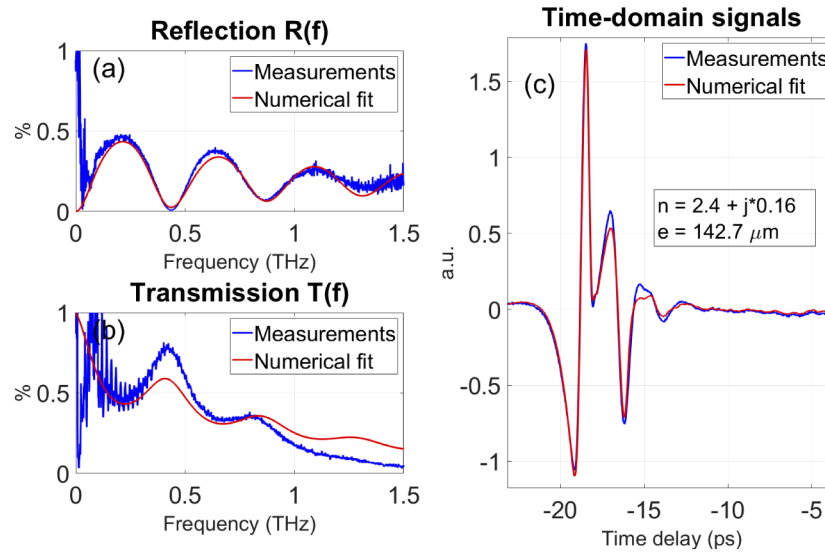 Reflection R(f)
(a)
Measurements
Numerical fit
%
1
0.5
0
0
0.5
1
1.5
Frequency (THz)
Transmission T(f)
(b)
Measurements
Numerical fit
%
1
0.5
0
0
0.5
1
1.5
Frequency (THz)
Time-domain signals
(c)
Measurements
Numerical fit
n = 2.4 + j*0.16
e = 142.7 μm
a.u.
1.5
1
0.5
0
-0.5
-1
-20
-15
-10
-5
Time delay (ps)